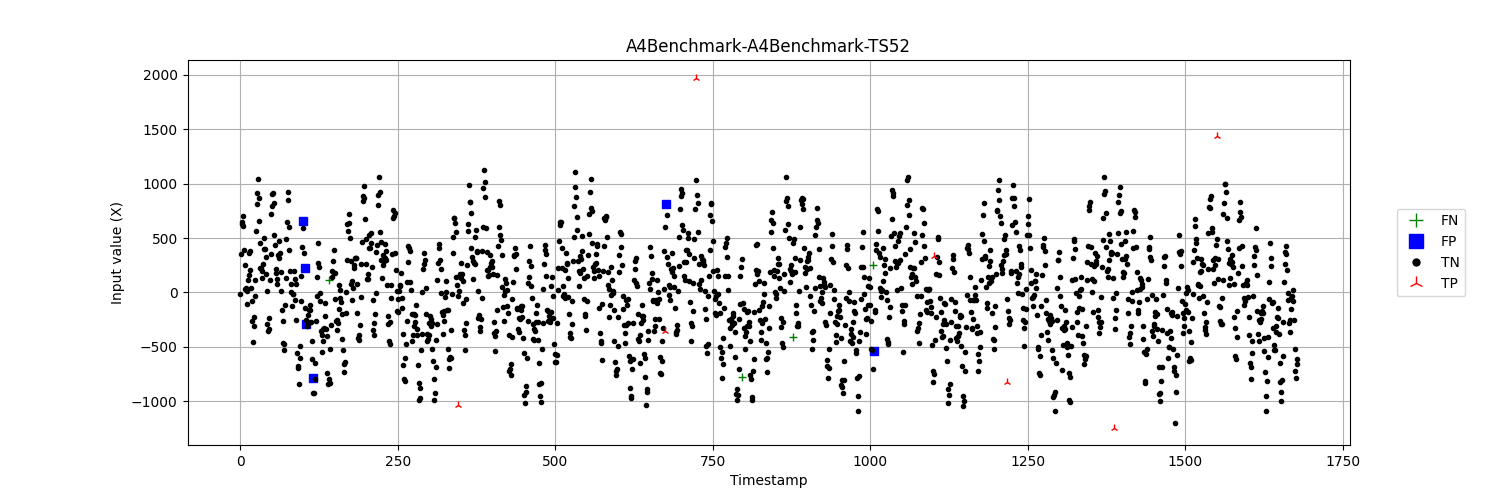 A4Benchmark-A4Benchmark-TS52
2000
1500
1000
500
0
−500
−1000
Input value (X)
0
250
500
750
1000
1250
1500
1750
Timestamp
FN
FP
TN
TP